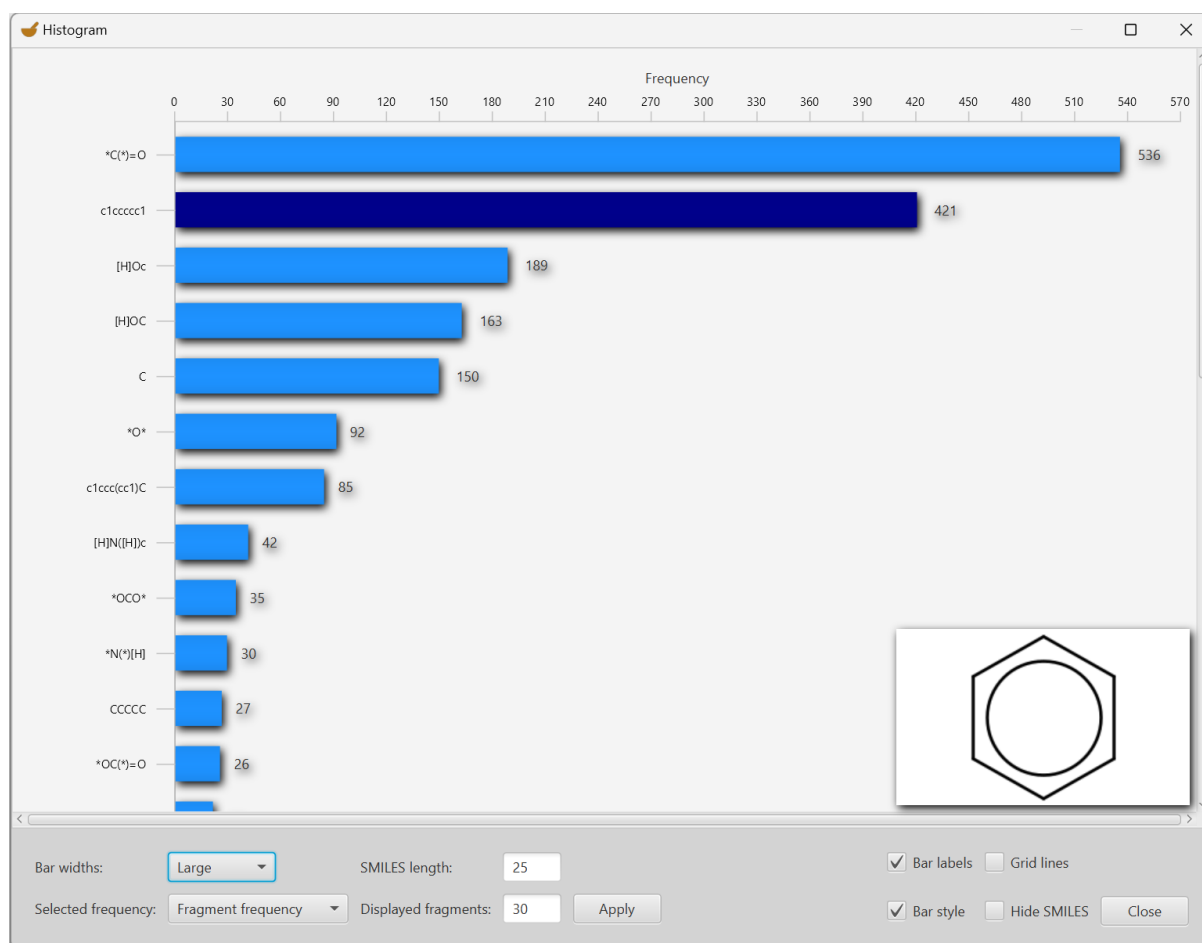 Histogram
Frequency
0 30 60 90 120 150 180 210 240 270 300 330 360 390 420 450 480 510 540 570
*C(*)=O 536
c1ccccc1 421
[H]Oc 189
[H]OC 163
C 150
*O* 92
c1ccc(cc1)C 85
[H]N([H])c 42
*OCO* 35
*N(*)[H] 30
CCCCC 27
*OC(*)=O 26
Bar widths: Large SMILES length: 25 Bar labels Grid lines
Selected frequency: Fragment frequency Displayed fragments: 30 Apply Bar style Hide SMILES Close